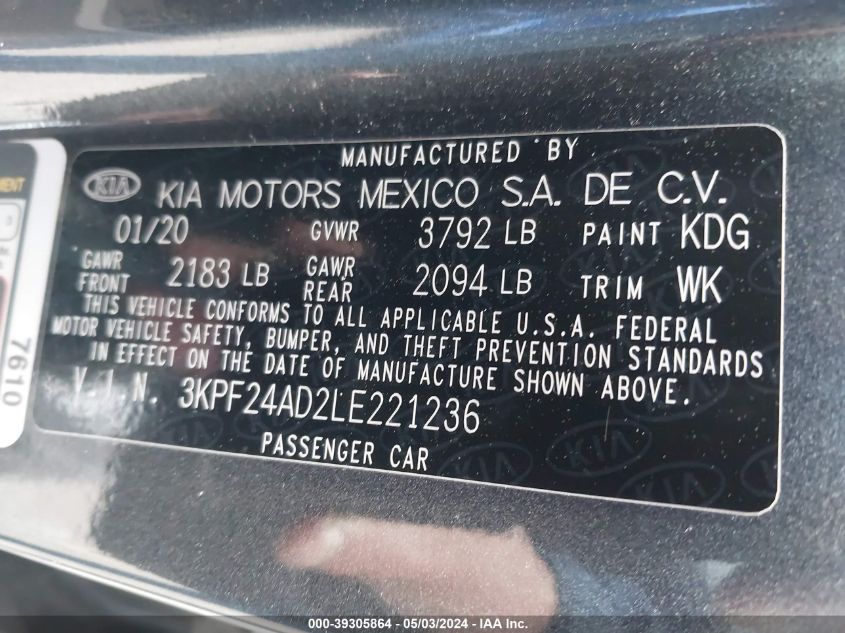 MANUFACTURED BY
KIA KIA MOTORS MEXICO S.A. DE C.V.
01/20 GVWR 3792 LB PAINT KDG
GAWR FRONT 2183 LB GAWR REAR 2094 LB TRIM WK
THIS VEHICLE CONFORMS TO ALL APPLICABLE U.S.A. FEDERAL
MOTOR VEHICLE SAFETY, BUMPER, AND THEFT PREVENTION STANDARDS
IN EFFECT ON THE DATE OF MANUFACTURE SHOWN ABOVE.
V.I.N. 3KPF24AD2LE221236
PASSENGER CAR
7610
000-39305864 - 05/03/2024 - IAA Inc.